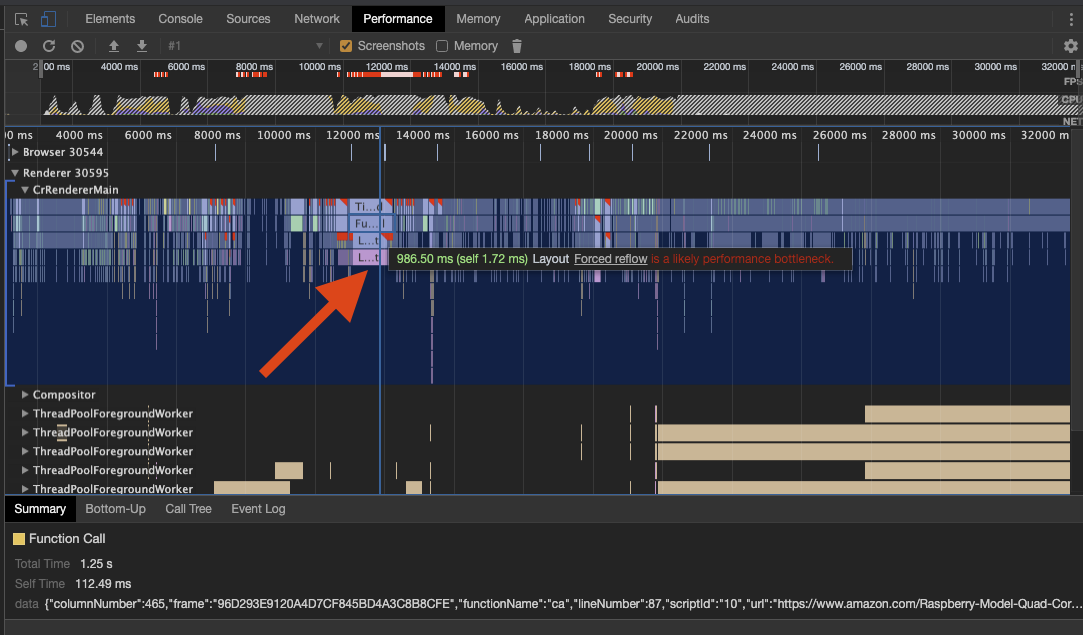 Elements Console Sources Network Performance Memory Application Security Audits
#1 Screenshots Memory
2 00 ms 4000 ms 6000 ms 8000 ms 10000 ms 12000 ms 14000 ms 16000 ms 18000 ms 20000 ms 22000 ms 24000 ms 26000 ms 28000 ms 30000 ms 32000 m
FPS
CPU
NET
00 ms 4000 ms 6000 ms 8000 ms 10000 ms 12000 ms 14000 ms 16000 ms 18000 ms 20000 ms 22000 ms 24000 ms 26000 ms 28000 ms 30000 ms 32000 m
Browser 30544
Renderer 30595
CrRendererMain
Ti...d
Fu...l
L...t
L...t
986.50 ms (self 1.72 ms) Layout Forced reflow is a likely performance bottleneck.
Compositor
ThreadPoolForegroundWorker
ThreadPoolForegroundWorker
ThreadPoolForegroundWorker
ThreadPoolForegroundWorker
ThreadPoolForegroundWorker
Summary Bottom-Up Call Tree Event Log
Function Call
Total Time 1.25 s
Self Time 112.49 ms
data {"columnNumber":465,"frame":"96D293E9120A4D7CF845BD4A3C8B8CFE","functionName":"ca","lineNumber":87,"scriptId":"10","url":"https://www.amazon.com/Raspberry-Model-Quad-Cor...